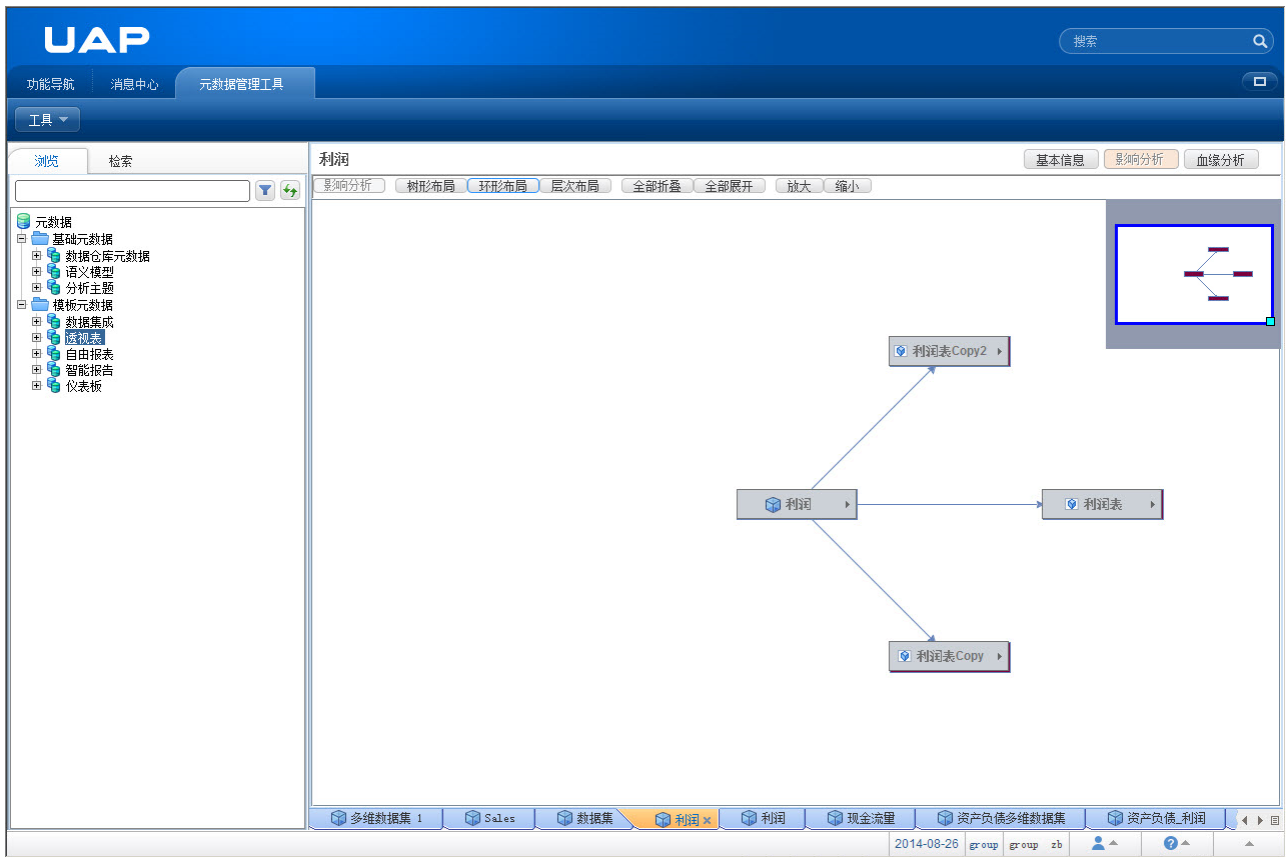 UAP
搜索
功能导航 消息中心 元数据管理工具
工具
浏览 检索
利润 基本信息 影响分析 血缘分析
影响分析 树形布局 环形布局 层次布局 全部折叠 全部展开 放大 缩小
元数据
基础元数据
数据仓库元数据
语义模型
分析主题
模板元数据
数据集成
透视表
自由报表
智能报告
仪表板
利润表Copy2
利润 利润表
利润表Copy
多维数据集 1 Sales 数据集 利润 利润 现金流量 资产负债多维数据集 资产负债_利润
2014-08-26 group group zb